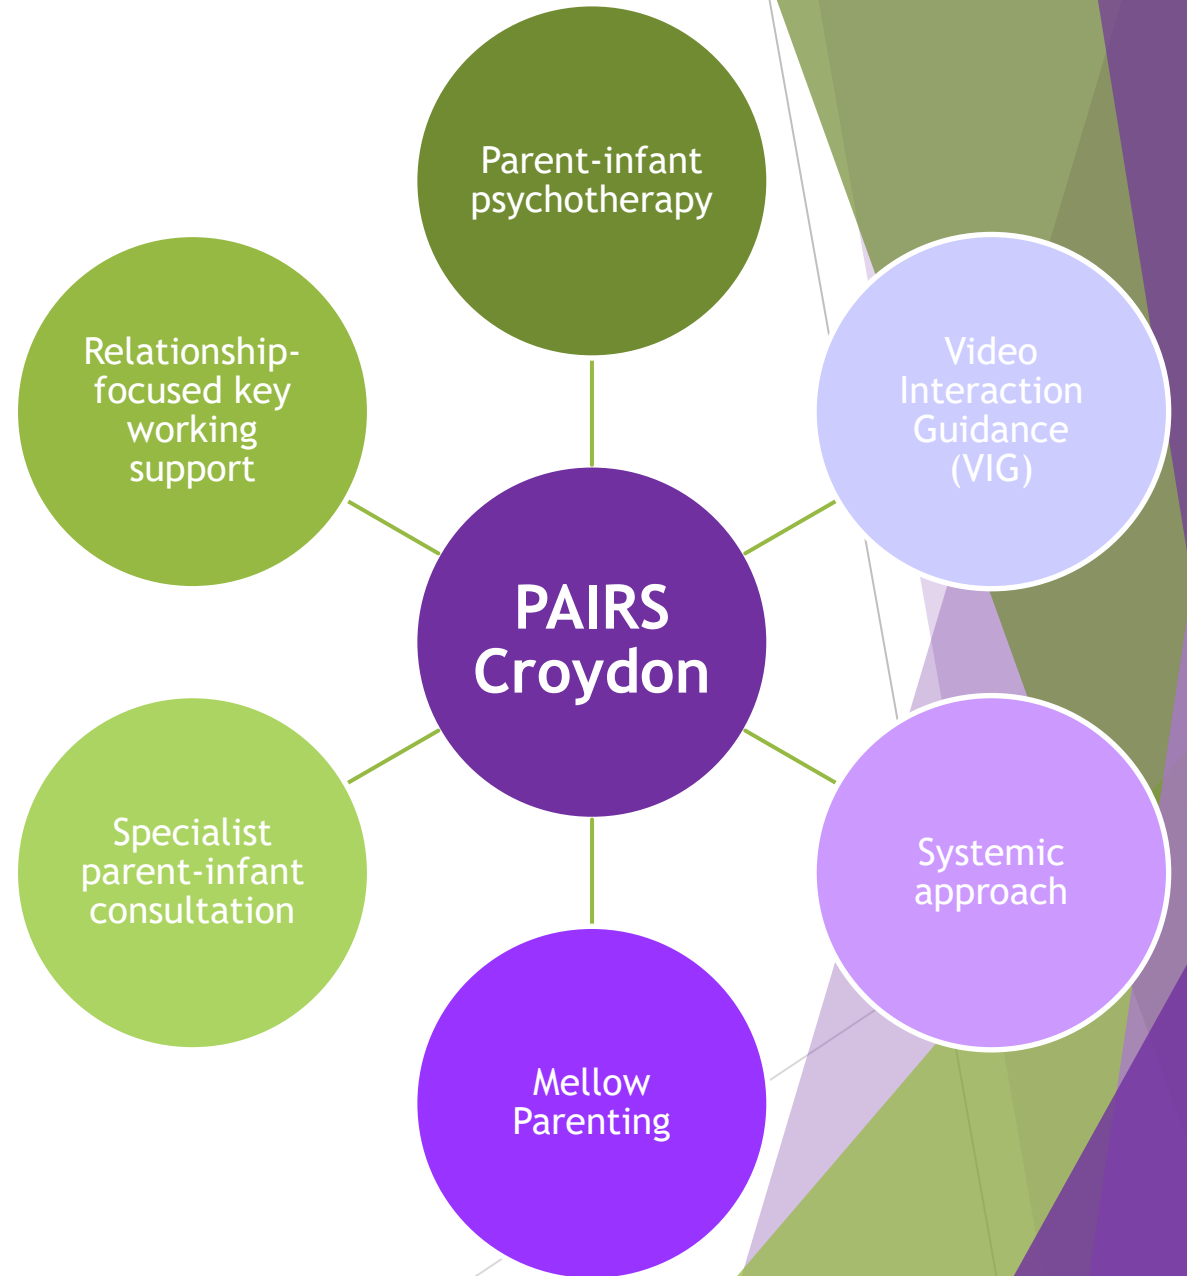 Parent-infant
psychotherapy
Relationship-
focused key
working
support
Video
Interaction
Guidance
(VIG)
PAIRS
Croydon
Specialist
parent-infant
consultation
Systemic
approach
Mellow
Parenting